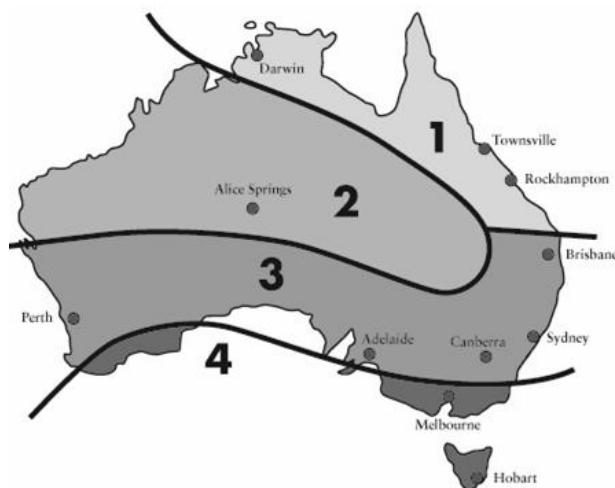 Darwin
1
Townsville
Rockhampton
Alice Springs
2
Brisbane
3
Perth
4
Adelaide
Canberra
Sydney
Melbourne
Hobart